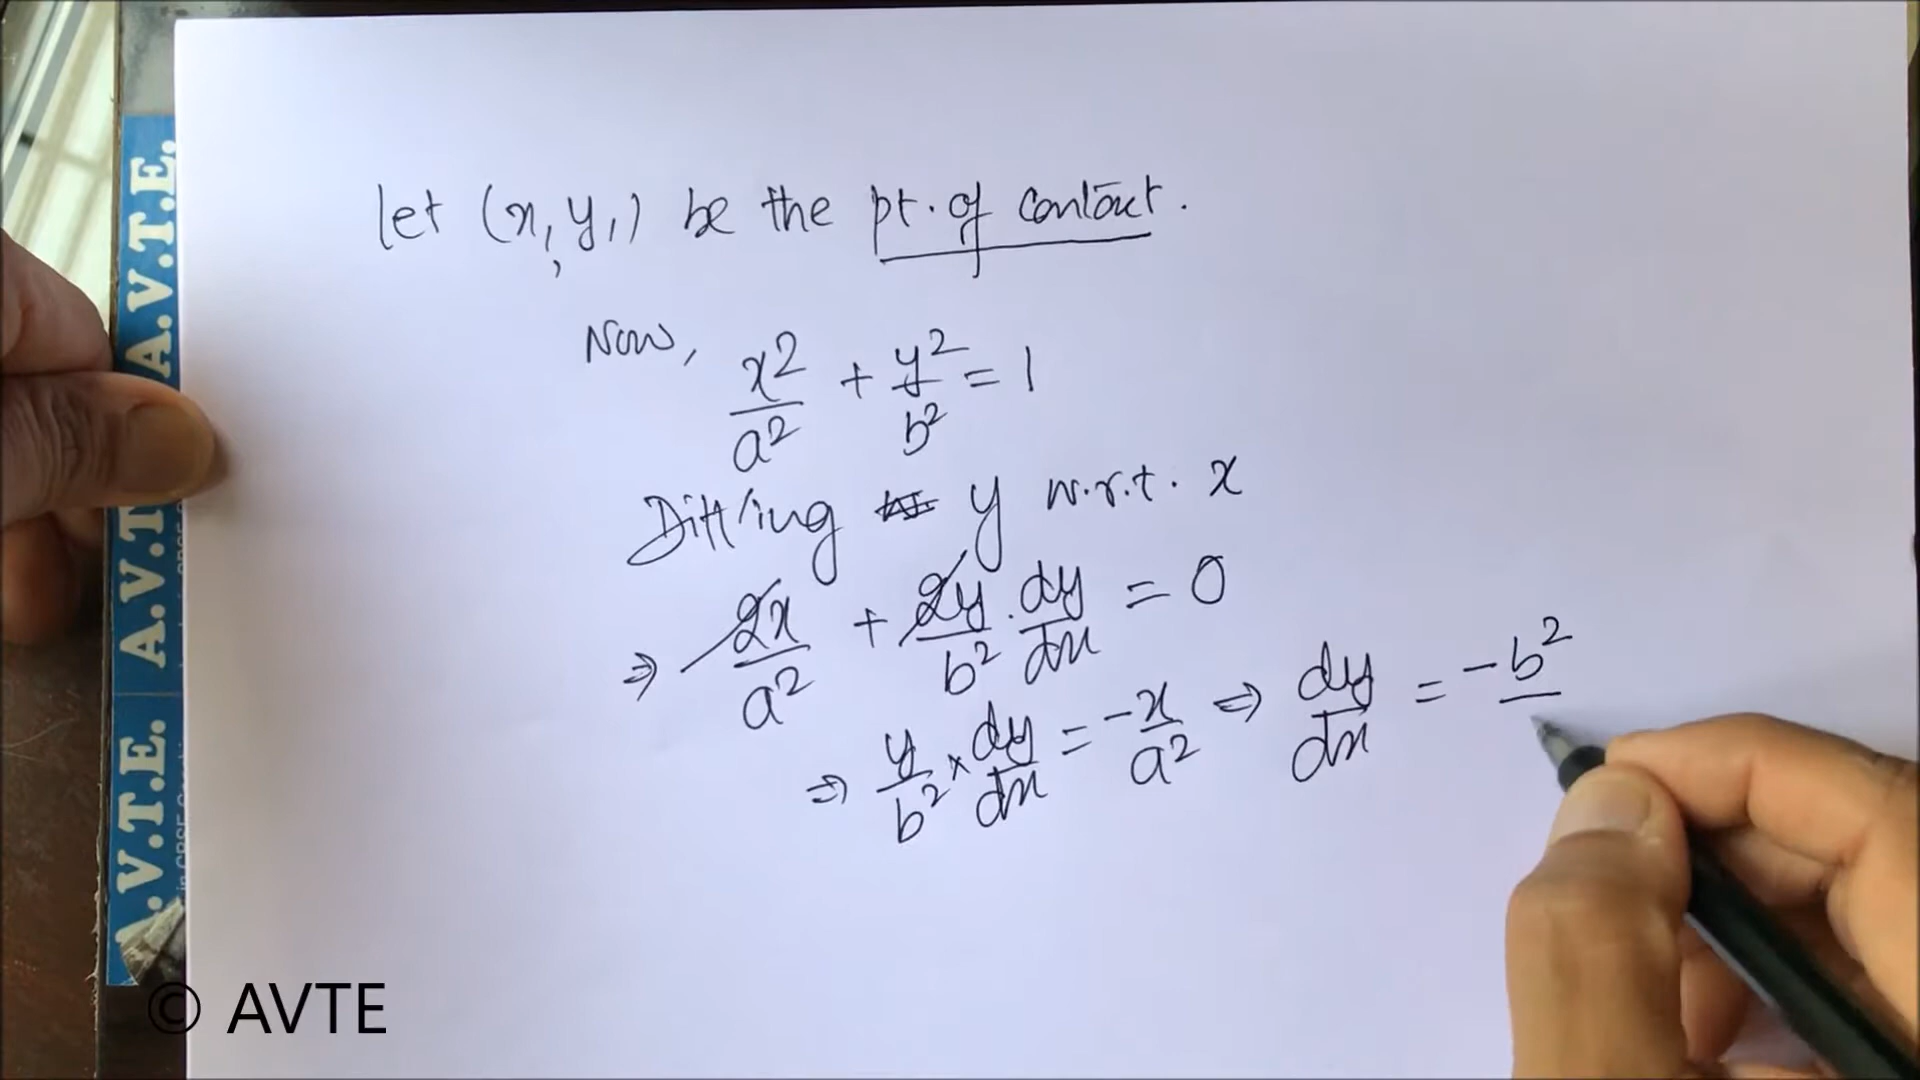 let (x₁, y₁) be the pt. of contact.
Now, x²/a² + y²/b² = 1
Diff/ing y w.r.t. x
⇒ 2x/a² + 2y/b² . dy/dx = 0
⇒ y/b² × dy/dx = -x/a² ⇒ dy/dx = -b²/
A.V.T.E. A.V.T.E. A.V.T.E. A.V.T.E.
© AVTE